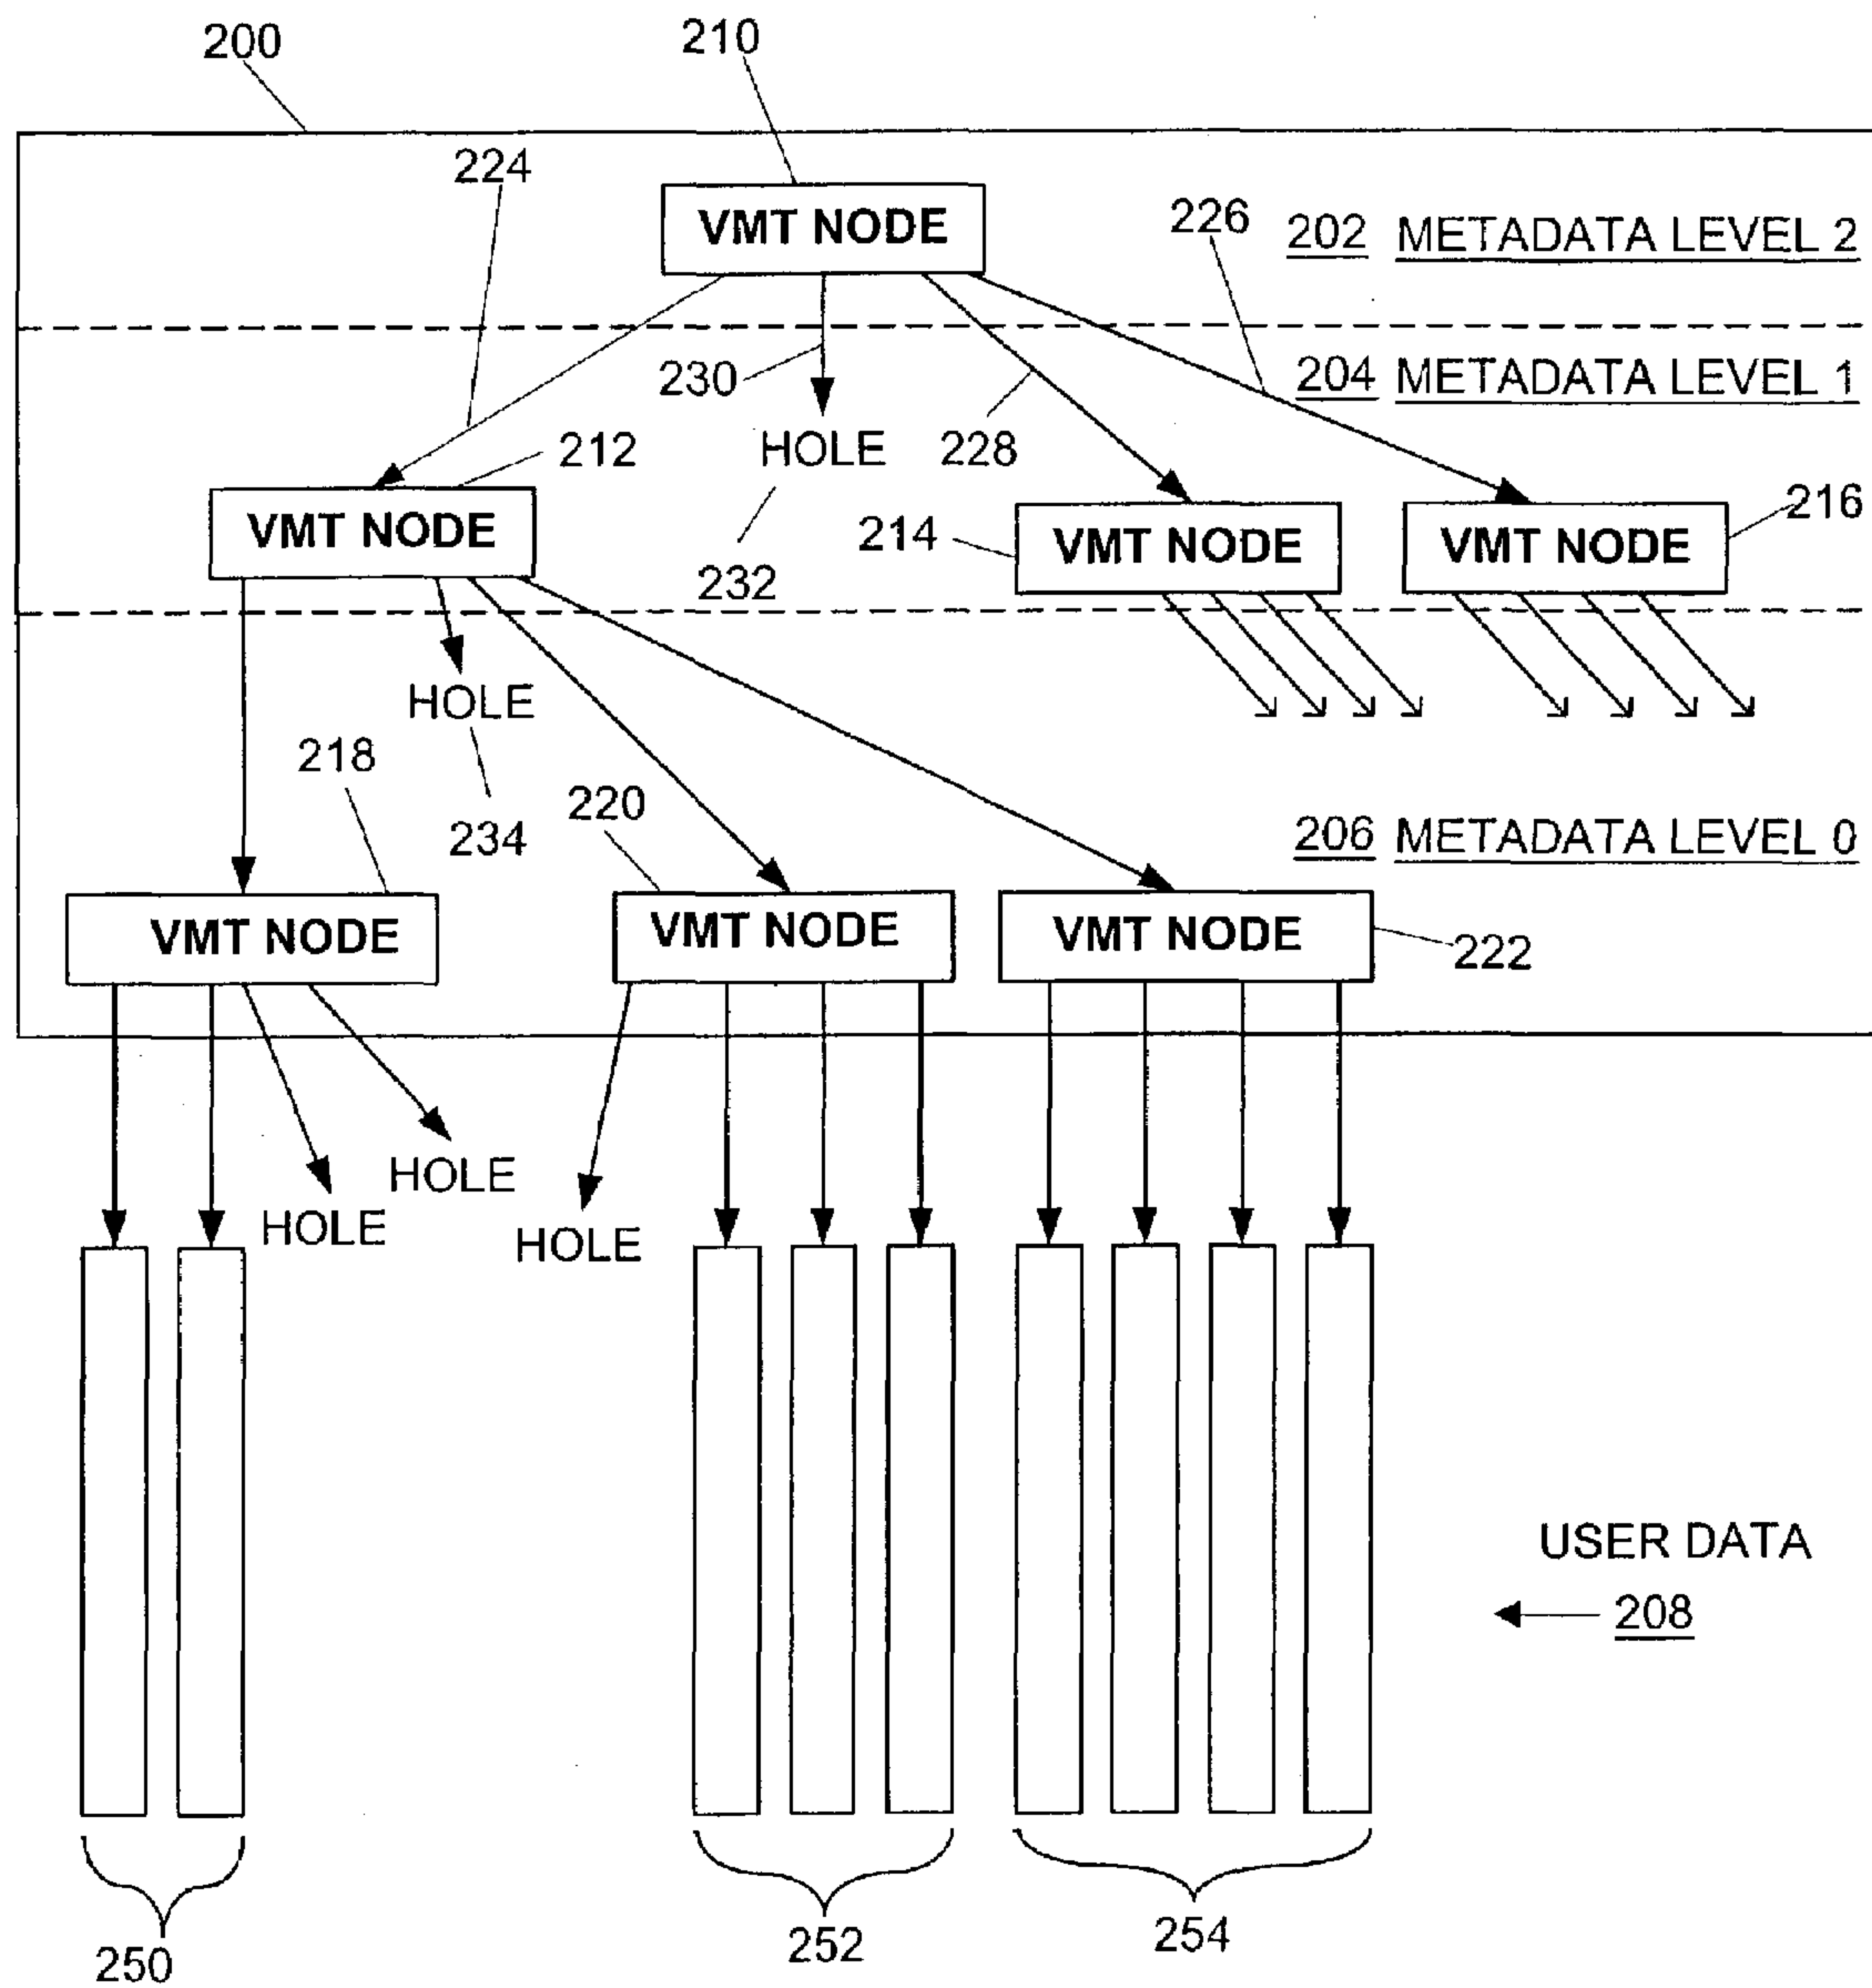 200
210
224
VMT NODE
226
202 METADATA LEVEL 2
230
204 METADATA LEVEL 1
212
HOLE
228
VMT NODE
214
VMT NODE
VMT NODE
216
232
HOLE
218
220
234
206 METADATA LEVEL 0
VMT NODE
VMT NODE
VMT NODE
222
HOLE
HOLE
HOLE
USER DATA
208
250
252
254